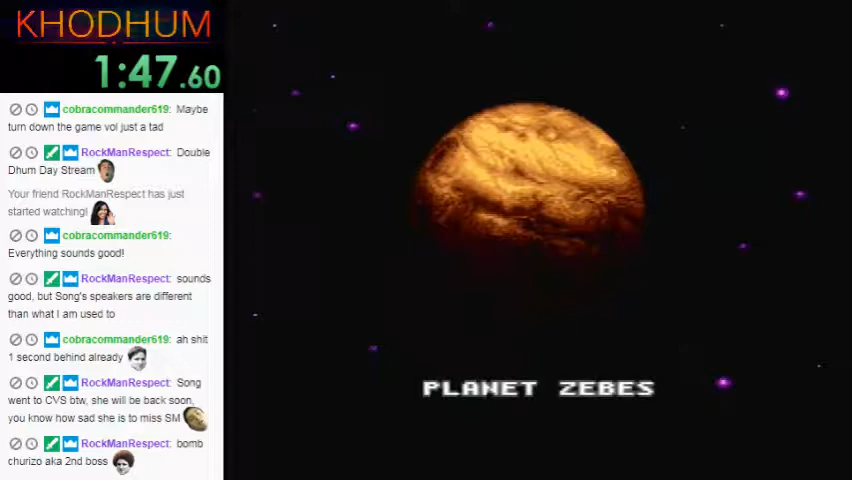 KHODHUM
1:47.60
cobracommander619: Maybe
turn down the game vol just a tad
RockManRespect: Double
Dhum Day Stream
Your friend RockManRespect has just
started watching!
cobracommander619:
Everything sounds good!
RockManRespect: sounds
good, but Song's speakers are different
than what I am used to
cobracommander619: ah shit
1 second behind already
RockManRespect: Song
went to CVS btw, she will be back soon,
you know how sad she is to miss SM
RockManRespect: bomb
churizo aka 2nd boss
PLANET ZEBES